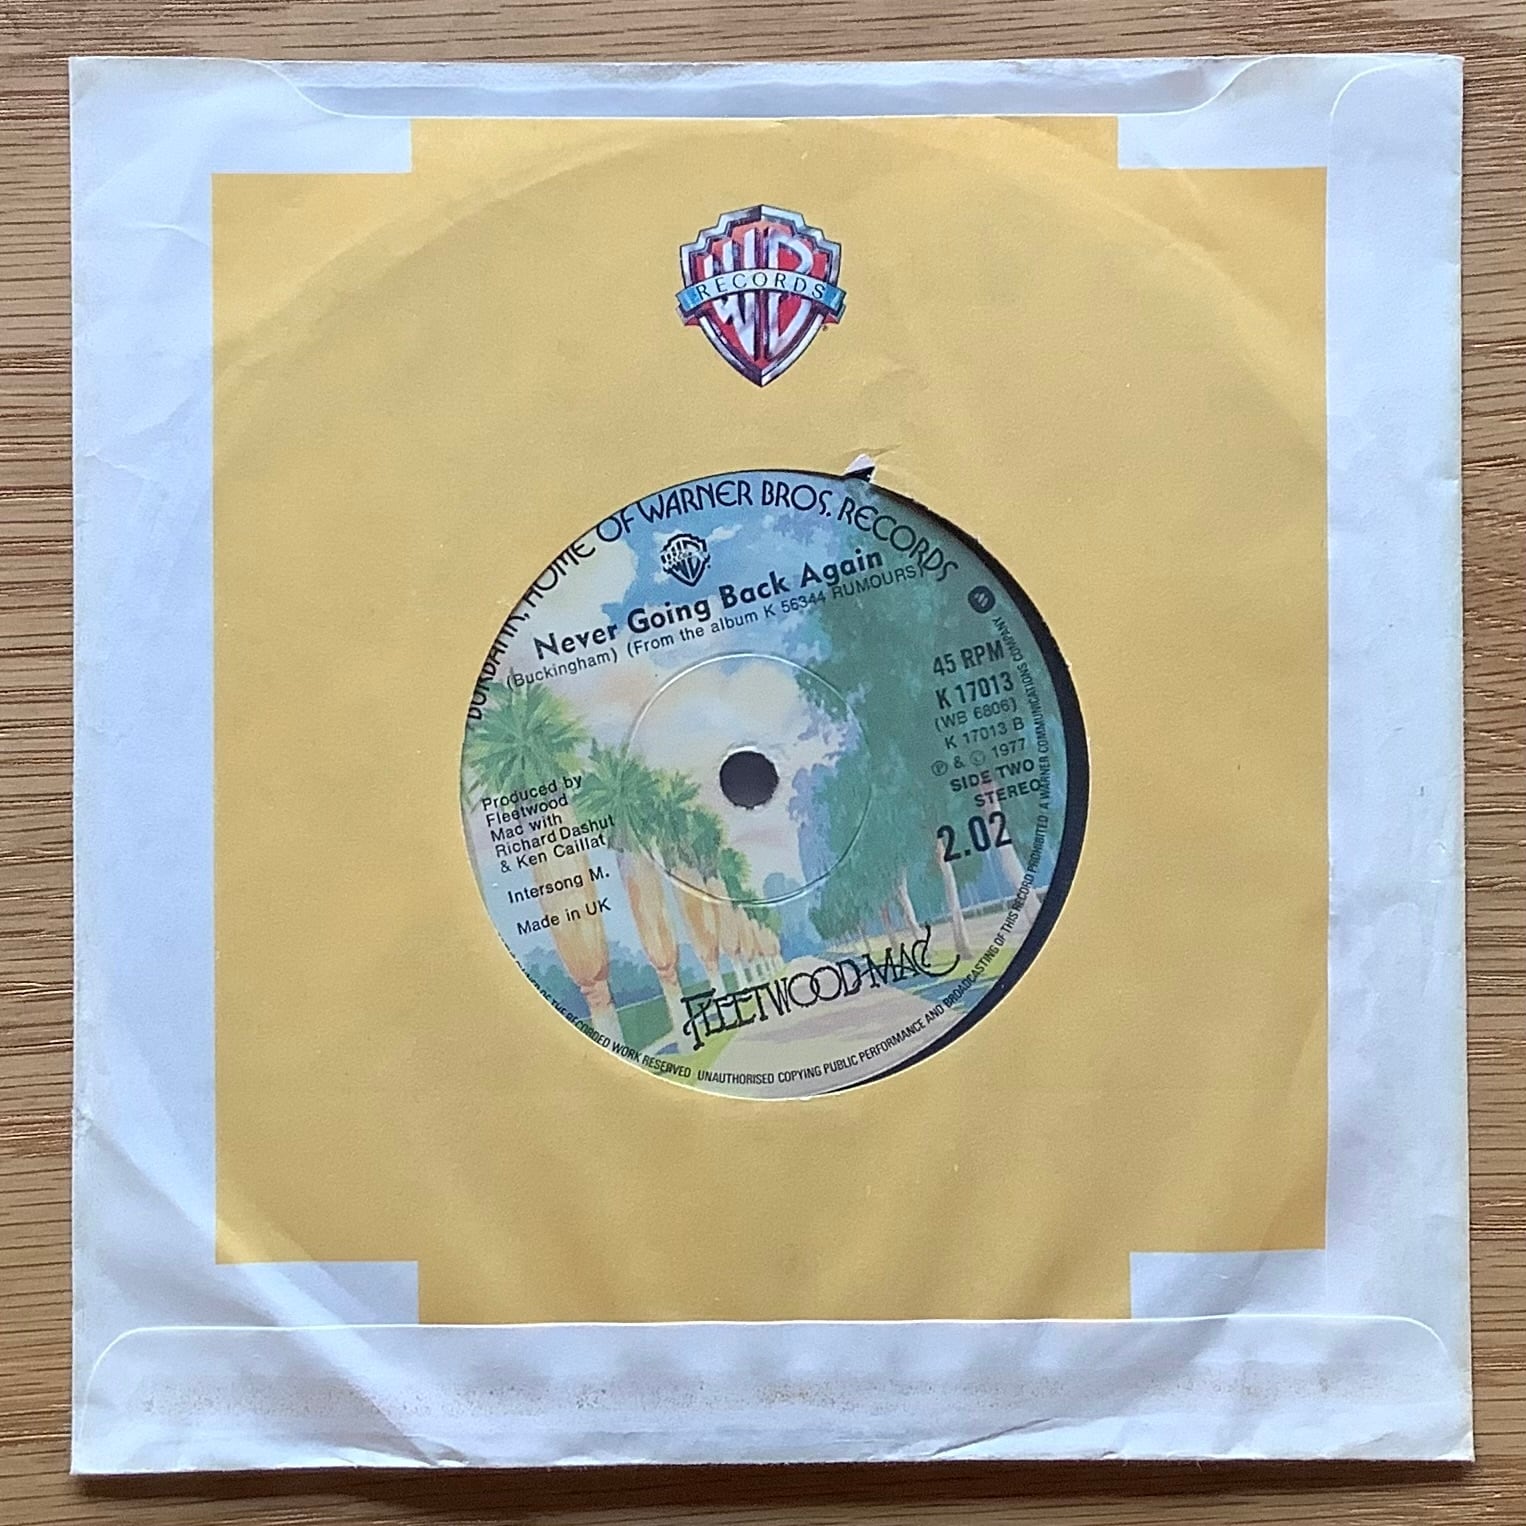 WB
RECORDS
BURBANK, HOME OF WARNER BROS. RECORDS
Never Going Back Again
(Buckingham) (From the album K 56344 RUMOURS)
45 RPM
K 17013
(WB 6806)
K 17013 B
℗ & © 1977
SIDE TWO
STEREO
2.02
Produced by
Fleetwood
Mac with
Richard Dashut
& Ken Caillat
Intersong M.
Made in UK
FLEETWOOD MAC
OF THE RECORDED WORK RESERVED UNAUTHORISED COPYING PUBLIC PERFORMANCE AND BROADCASTING OF THIS RECORD PROHIBITED A WARNER COMMUNICATIONS COMPANY